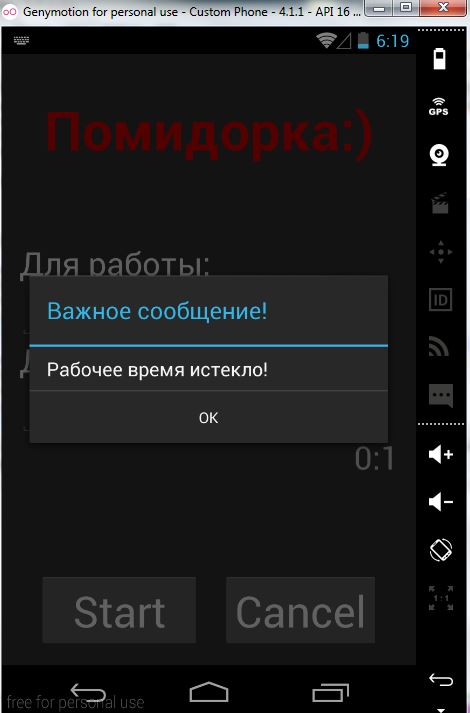 Genymotion for personal use - Custom Phone - 4.1.1 - API 16 ...
6:19
Помидорка:)
GPS
Для работы:
Важное сообщение!
ID
Рабочее время истекло!
OK
0:1
Start
Cancel
1:1
free for personal use